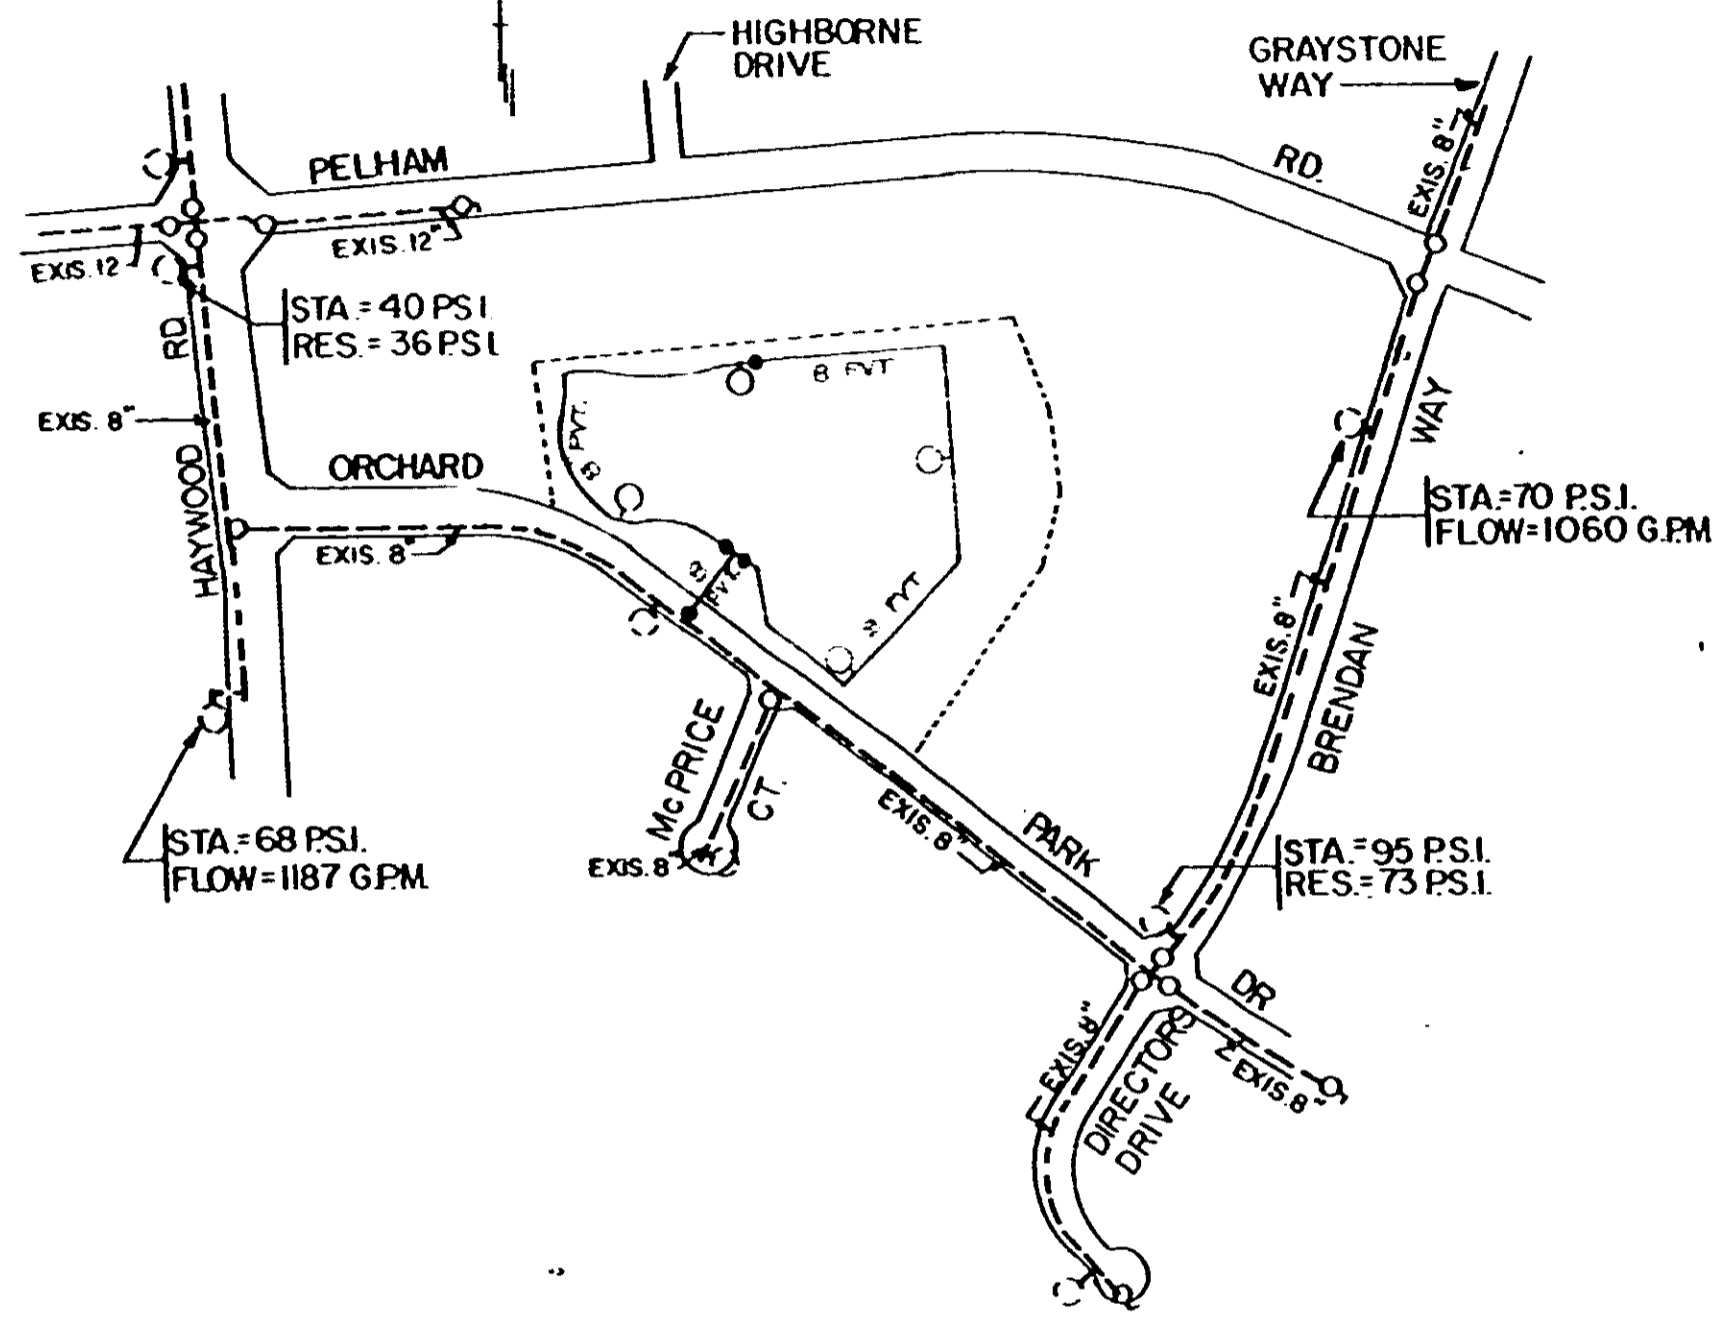 HIGHBORNE
DRIVE
GRAYSTONE
WAY
EXIS. 8"
PELHAM
RD.
EXIS. 12"
EXIS. 12
STA.=40 P.S.I.
RES.=36 P.S.I.
RD.
8 PVT
8" PVT.
WAY
EXIS. 8"
ORCHARD
HAYWOOD
STA.=70 P.S.I.
FLOW=1060 G.P.M
EXIS. 8"
8 PVT.
8 PVT
EXIS. 8"
BRENDAN
McPRICE
CT.
EXIS. 8"
PARK
STA.=68 P.S.I.
FLOW=1187 G.P.M.
EXIS. 8"
STA.=95 P.S.I.
RES.=73 P.S.I.
DR
EXIS. 8"
DIRECTORS
DRIVE
EXIS. 8"